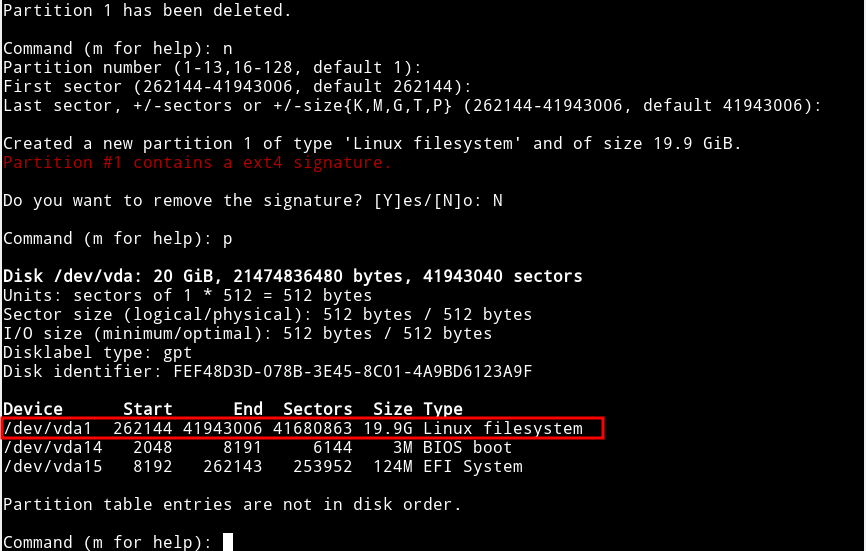 Partition 1 has been deleted.
Command (m for help): n
Partition number (1-13,16-128, default 1):
First sector (262144-41943006, default 262144):
Last sector, +/-sectors or +/-size{K,M,G,T,P} (262144-41943006, default 41943006):
Created a new partition 1 of type 'Linux filesystem' and of size 19.9 GiB.
Partition #1 contains a ext4 signature.
Do you want to remove the signature? [Y]es/[N]o: N
Command (m for help): p
Disk /dev/vda: 20 GiB, 21474836480 bytes, 41943040 sectors
Units: sectors of 1 * 512 = 512 bytes
Sector size (logical/physical): 512 bytes / 512 bytes
I/O size (minimum/optimal): 512 bytes / 512 bytes
Disklabel type: gpt
Disk identifier: FEF48D3D-078B-3E45-8C01-4A9BD6123A9F
Device      Start      End  Sectors  Size Type
/dev/vda1  262144 41943006 41680863 19.9G Linux filesystem
/dev/vda14   2048     8191     6144    3M BIOS boot
/dev/vda15   8192   262143   253952  124M EFI System
Partition table entries are not in disk order.
Command (m for help):